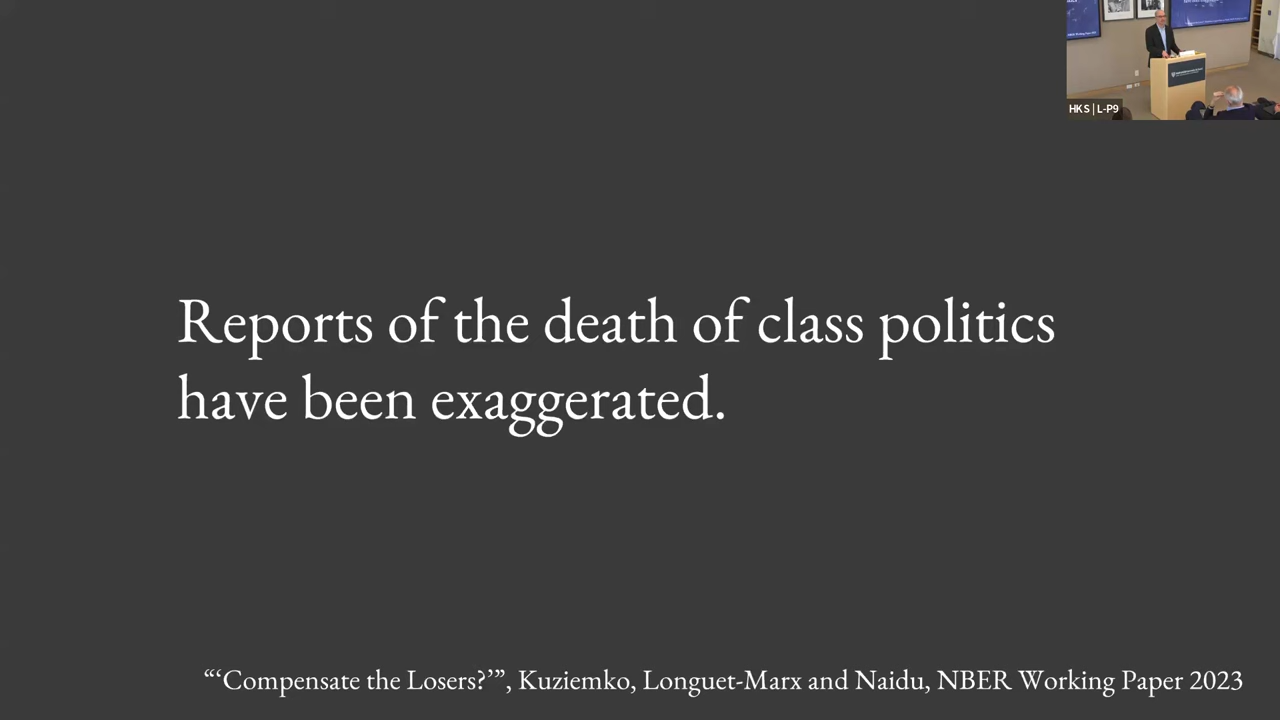 HKS | L-P9
Reports of the death of class politics
have been exaggerated.
“‘Compensate the Losers?’”, Kuziemko, Longuet-Marx and Naidu, NBER Working Paper 2023